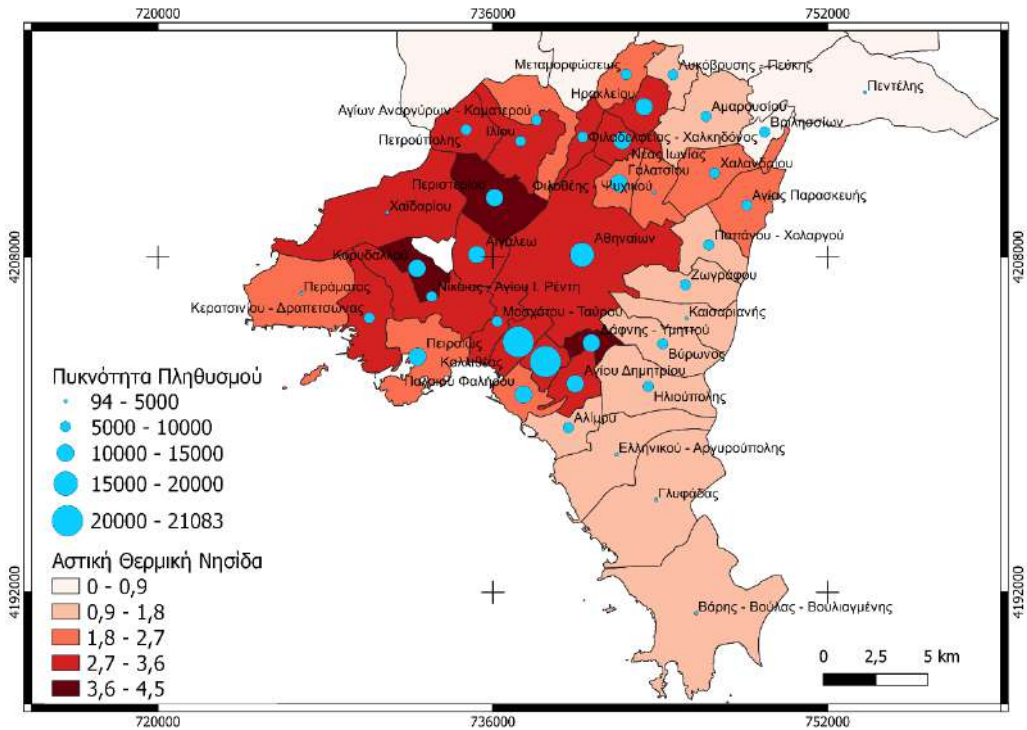 720000 736000 752000
Μεταμορφώσεως
Λυκόβρυσης - Πεύκης
Πεντέλης
Ηρακλείου
Αγίων Αναργύρων - Καματερού
Αμαρουσίου
Βριλησσίων
Πετρούπολης
Ιλίου
Φιλαδελφείας - Χαλκηδόνος
Νέας Ιωνίας
Γαλατσίου
Χαλανδρίου
Περιστερίου
Φιλοθέης - Ψυχικού
Αγίας Παρασκευής
Χαϊδαρίου
Αιγάλεω
Αθηναίων
Παπάγου - Χολαργού
4208000
4208000
Κορυδαλλού
Ζωγράφου
Περάματος
Νίκαιας - Αγίου Ι. Ρέντη
Κερατσινίου - Δραπετσώνας
Μοσχάτου - Ταύρου
Καισαριανής
Δάφνης - Υμηττού
Πειραιώς
Βύρωνος
Καλλιθέας
Αγίου Δημητρίου
Παλαιού Φαλήρου
Ηλιούπολης
Αλίμου
Ελληνικού - Αργυρούπολης
Γλυφάδας
Βάρης - Βούλας - Βουλιαγμένης
4192000
4192000
Πυκνότητα Πληθυσμού
94 - 5000
5000 - 10000
10000 - 15000
15000 - 20000
20000 - 21083
Αστική Θερμική Νησίδα
0 - 0,9
0,9 - 1,8
1,8 - 2,7
2,7 - 3,6
3,6 - 4,5
0 2,5 5 km
720000 736000 752000